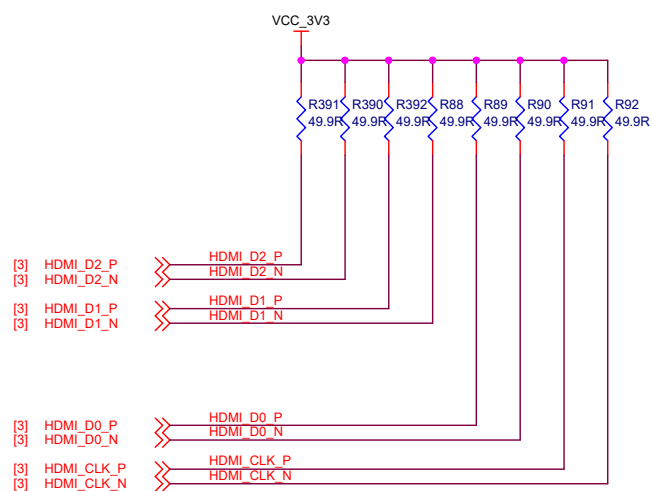 VCC_3V3
R391 R390 R392 R88 R89 R90 R91 R92
49.9R 49.9R 49.9R 49.9R 49.9R 49.9R 49.9R 49.9R
[3] HDMI_D2_P HDMI_D2_P
[3] HDMI_D2_N HDMI_D2_N
[3] HDMI_D1_P HDMI_D1_P
[3] HDMI_D1_N HDMI_D1_N
[3] HDMI_D0_P HDMI_D0_P
[3] HDMI_D0_N HDMI_D0_N
[3] HDMI_CLK_P HDMI_CLK_P
[3] HDMI_CLK_N HDMI_CLK_N